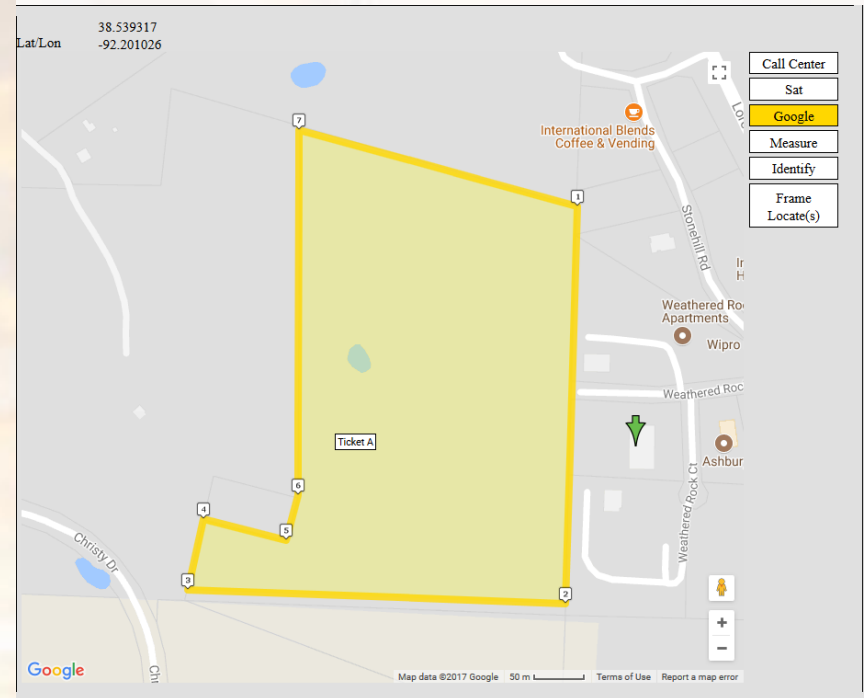 38.539317
Lat/Lon
-92.201026
Call Center
Sat
Google
Measure
Identify
Frame
Locate(s)
7
International Blends
Coffee & Vending
1
Stonehill Rd
Weathered Ro
Apartments
Wipro
Weathered Roc
Ticket A
Ashbur
6
4
5
Weathered Rock Ct
Christy Dr
3
2
+
−
Google
Chr
Map data ©2017 Google
50 m
Terms of Use
Report a map error